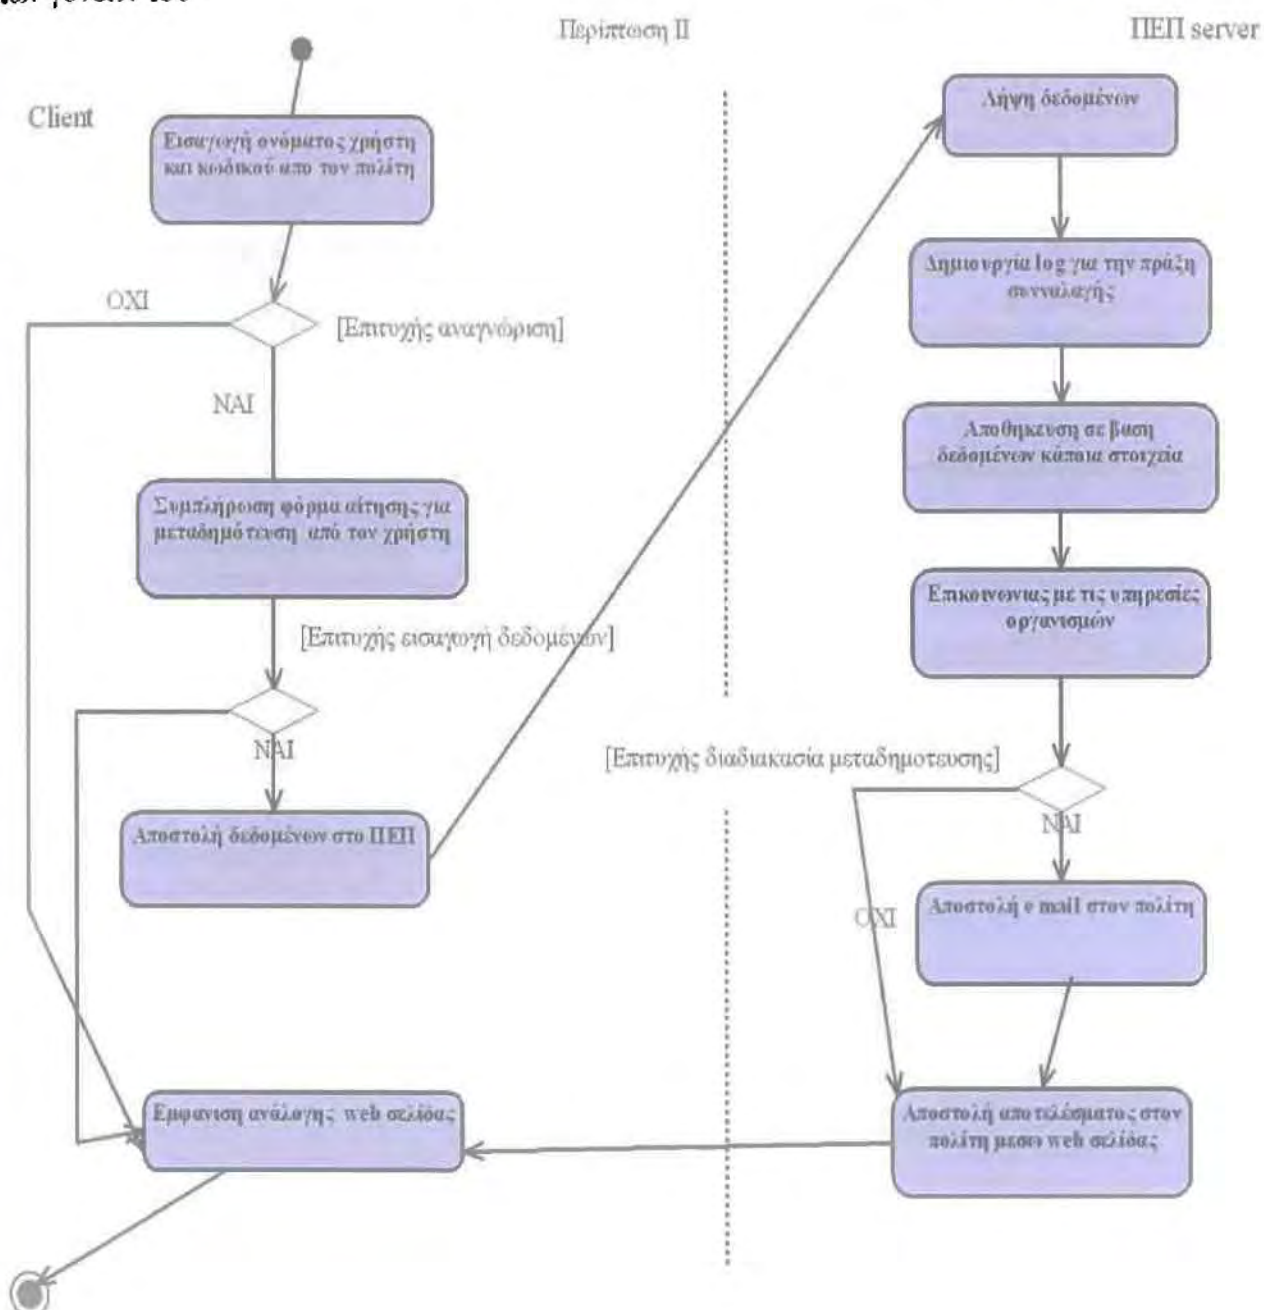 Περίπτωση ΙΙ
ΠΕΠ server
Client
Εισαγωγή ονόματος χρήστη
και κωδικού απο τον πολίτη
ΟΧΙ
[Επιτυχής αναγνώριση]
ΝΑΙ
Συμπλήρωση φόρμα αίτησης για
μεταδημότευση από τον χρήστη
[Επιτυχής εισαγωγή δεδομένων]
ΝΑΙ
Αποστολή δεδομένων στο ΠΕΠ
Εμφανιση ανάλογης web σελίδας
Λήψη δεδομένων
Δημιουργία log για την πράξη
συνναλαγής
Αποθηκευση σε βαση
δεδομένων κάποια στοιχεία
Επικοινωνιας με τις υπηρεσίες
οργανισμών
[Επιτυχής διαδιακασία μεταδημοτευσης]
ΝΑΙ
ΟΧΙ
Αποστολή e mail στον πολίτη
Αποστολή αποτελέσματος στον
πολίτη μεσω web σελίδας